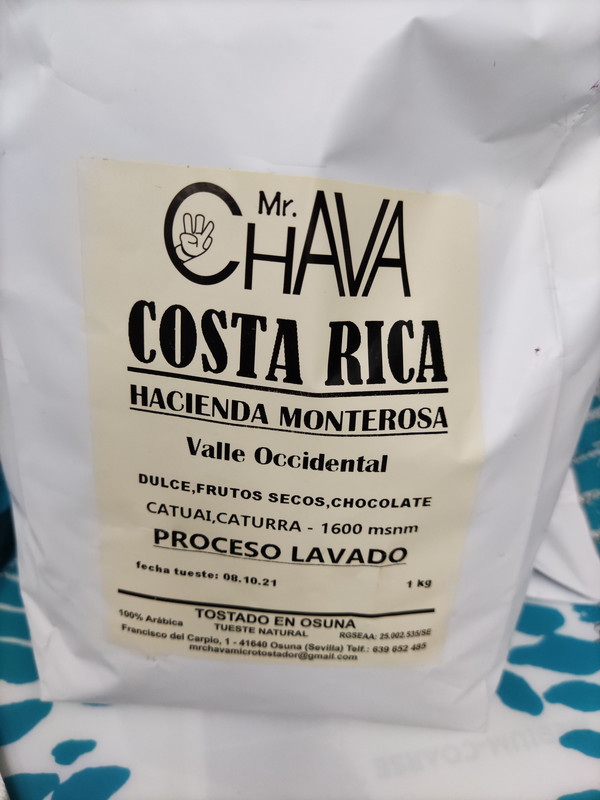 Mr.
CHAVA
COSTA RICA
HACIENDA MONTEROSA
Valle Occidental
DULCE,FRUTOS SECOS,CHOCOLATE
CATUAI,CATURRA - 1600 msnm
PROCESO LAVADO
fecha tueste: 08.10.21 1 kg
100% Arábica TOSTADO EN OSUNA
TUESTE NATURAL RGSEAA: 25.002.535/SE
Francisco del Carpio, 1 - 41640 Osuna (Sevilla) Telf.: 639 652 485
mrchavamicrotostador@gmail.com